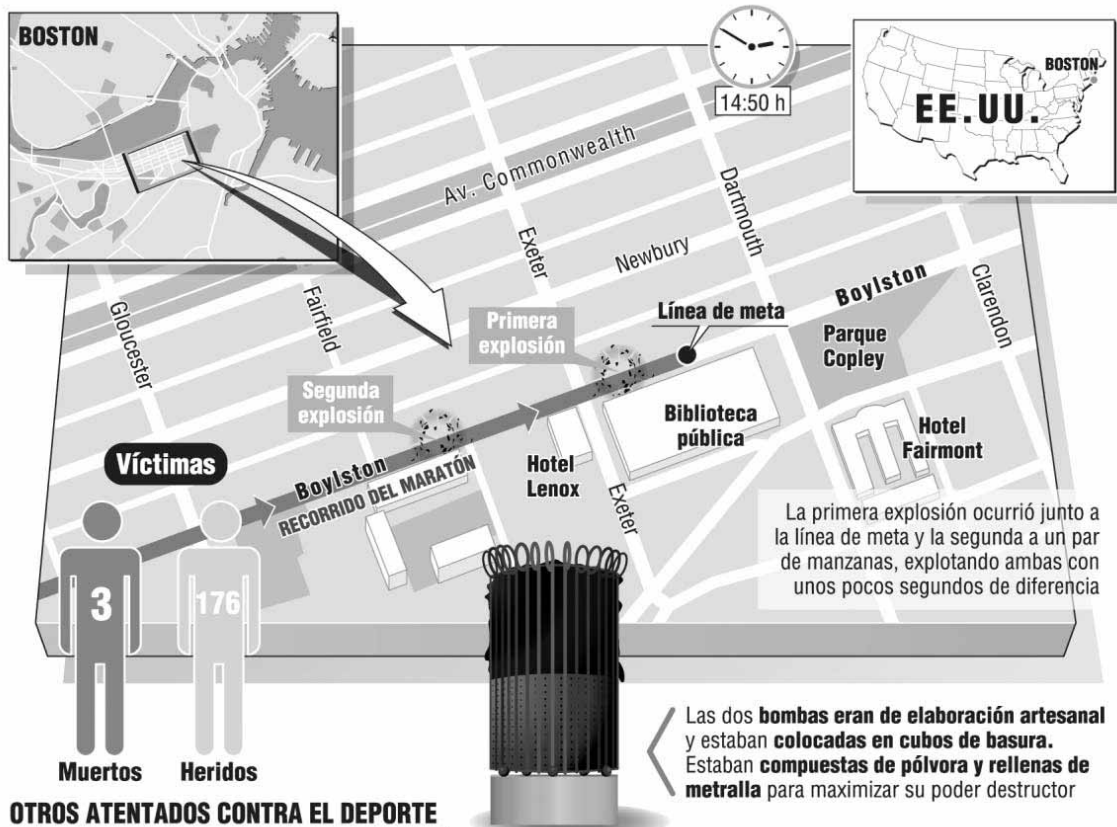 BOSTON
14:50 h
BOSTON
EE.UU.
Av. Commonwealth
Dartmouth
Exeter
Newbury
Boylston
Clarendon
Gloucester
Fairfield
Línea de meta
Primera
explosión
Parque
Copley
Segunda
explosión
Biblioteca
pública
Hotel
Fairmont
Hotel
Lenox
Víctimas
Boylston
RECORRIDO DEL MARATÓN
Exeter
La primera explosión ocurrió junto a
la línea de meta y la segunda a un par
de manzanas, explotando ambas con
unos pocos segundos de diferencia
3
176
Muertos
Heridos
Las dos bombas eran de elaboración artesanal
y estaban colocadas en cubos de basura.
Estaban compuestas de pólvora y rellenas de
metralla para maximizar su poder destructor
OTROS ATENTADOS CONTRA EL DEPORTE